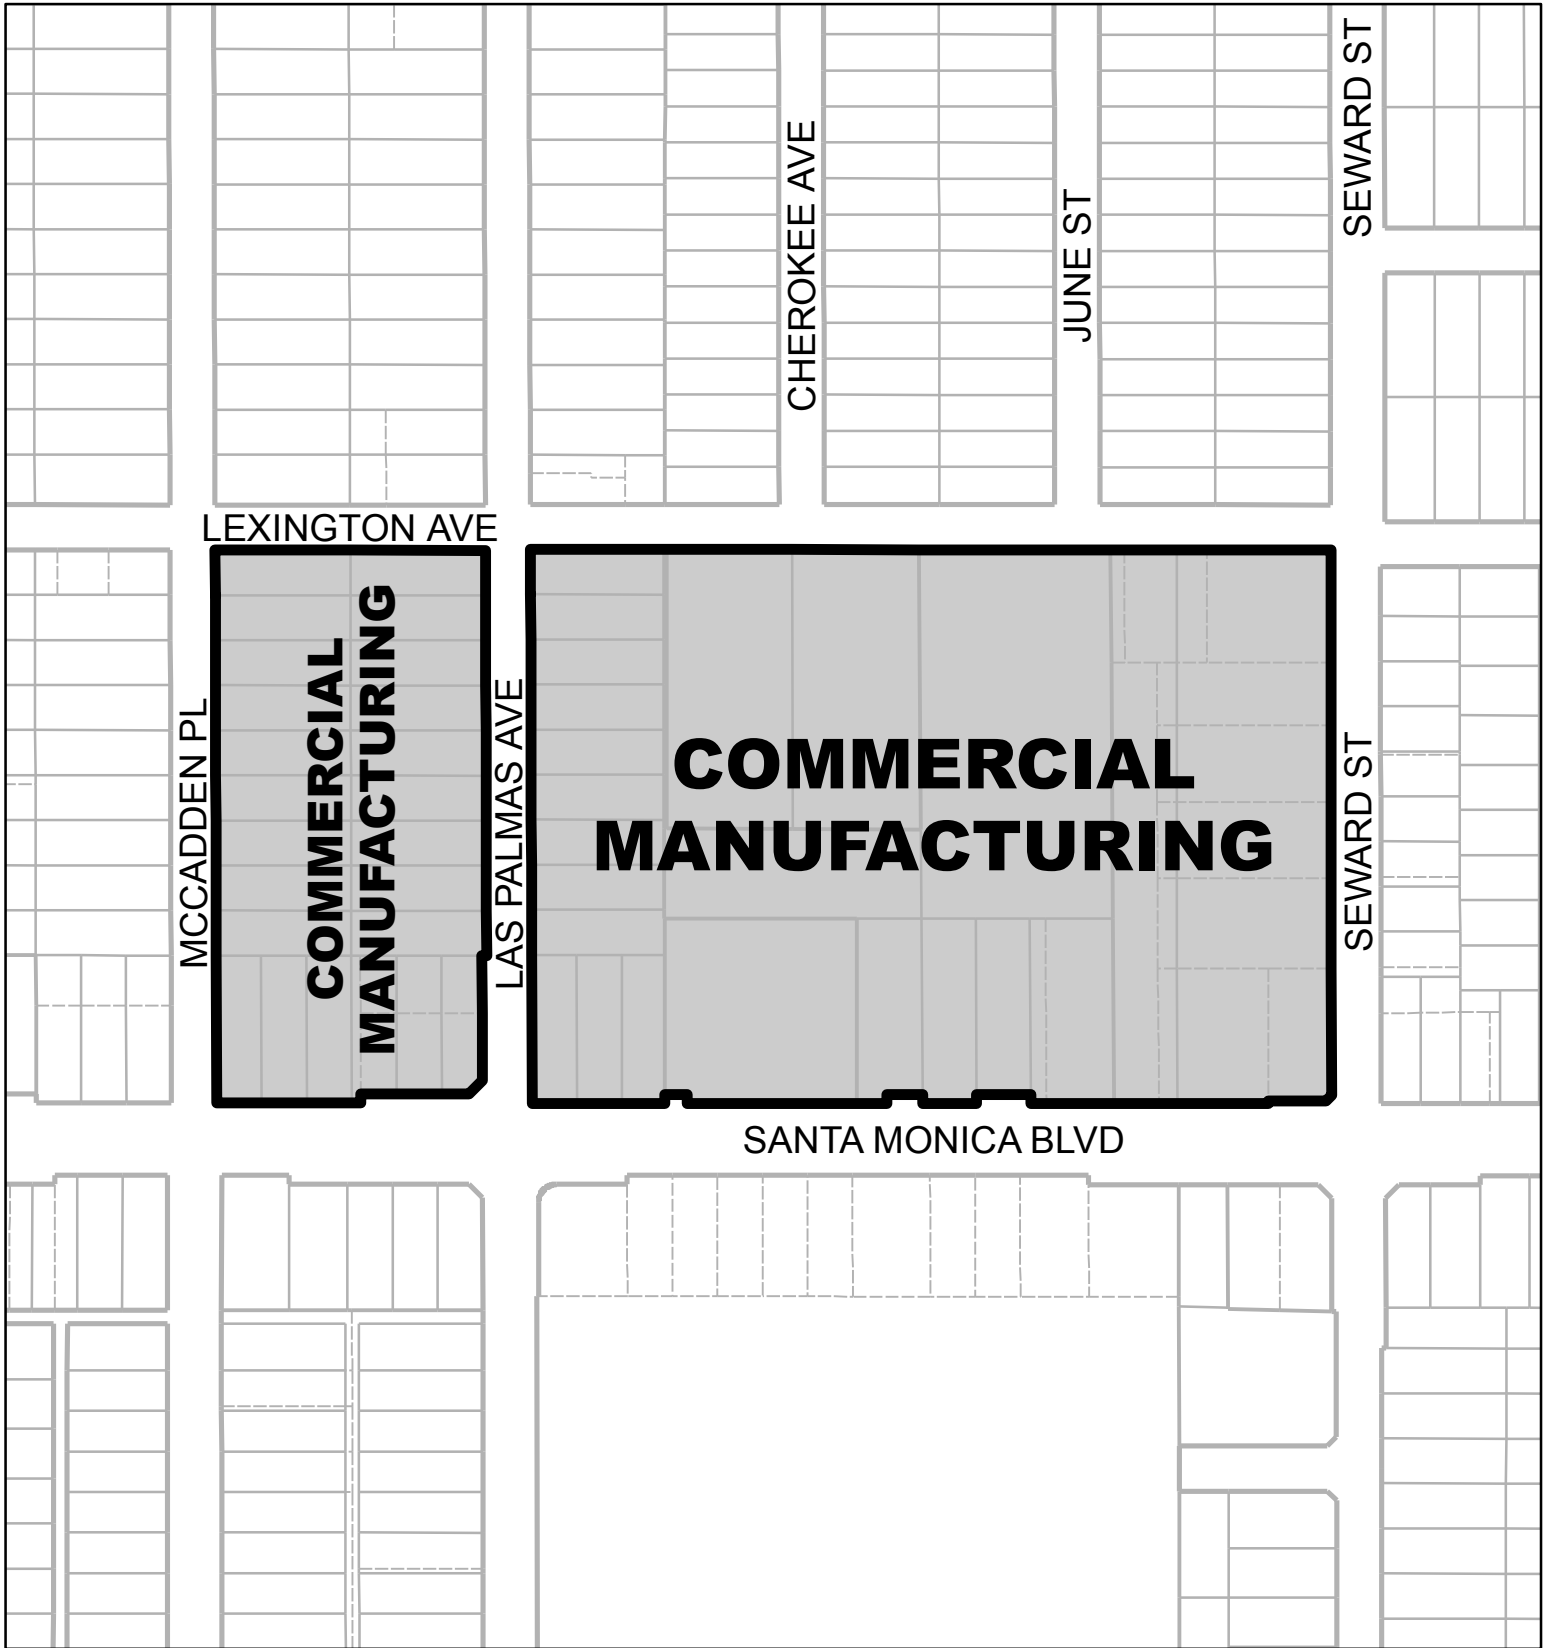 SEWARD ST
CHEROKEE AVE
JUNE ST
LEXINGTON AVE
MCCADDEN PL
COMMERCIAL
MANUFACTURING
LAS PALMAS AVE
COMMERCIAL
MANUFACTURING
SEWARD ST
SANTA MONICA BLVD